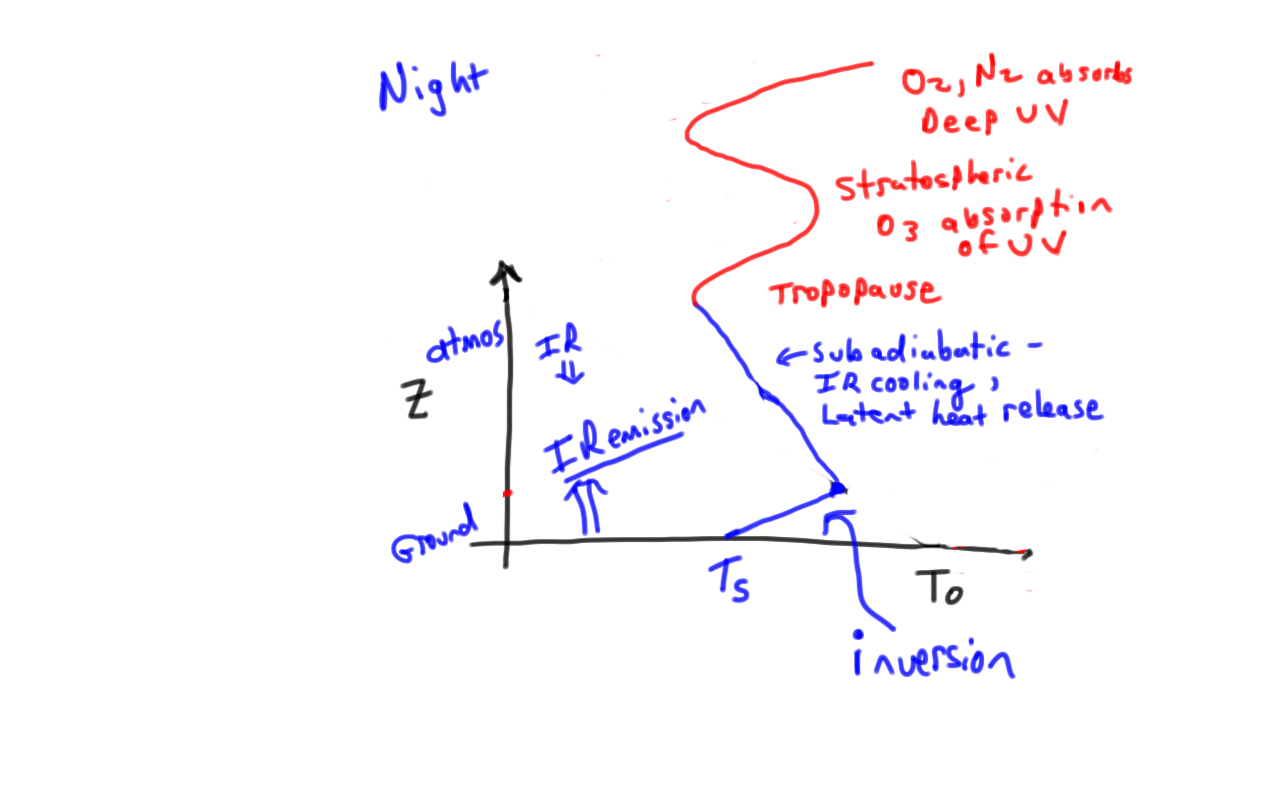 Night
O2, N2 absorbs
Deep UV
Stratospheric
O3 absorption
of UV
Tropopause
atmos
IR
Z
← Subadiabatic -
IR cooling,
Latent heat release
IR emission
Ground
Ts
To
inversion